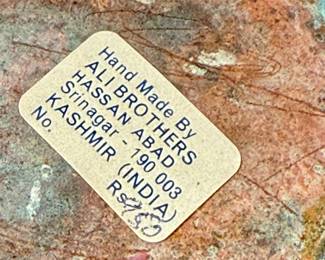 Hand Made By
ALI BROTHERS
HASSAN ABAD
Srinagar - 190 003
KASHMIR (INDIA)
No. Rs.